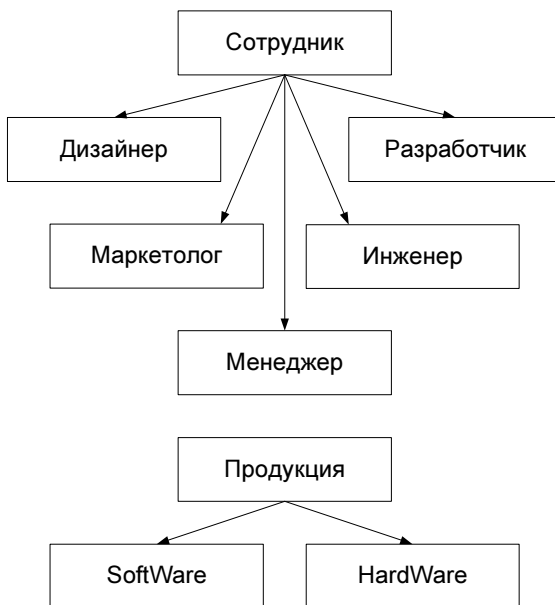 Сотрудник
Дизайнер
Разработчик
Маркетолог
Инженер
Менеджер
Продукция
SoftWare
HardWare